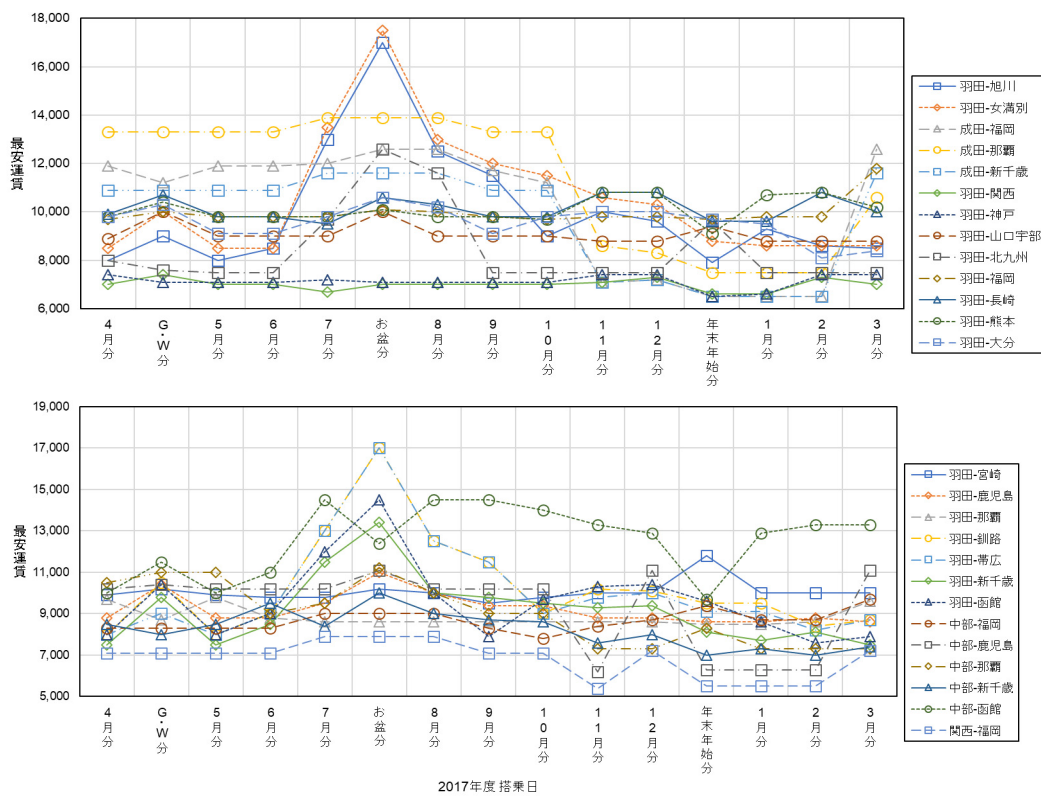 18,000
16,000
14,000
12,000
10,000
8,000
6,000
最安運賃
4月分
G・W分
5月分
6月分
7月分
お盆分
8月分
9月分
10月分
11月分
12月分
年末年始分
1月分
2月分
3月分
羽田-旭川
羽田-女満別
成田-福岡
成田-那覇
成田-新千歳
羽田-関西
羽田-神戸
羽田-山口宇部
羽田-北九州
羽田-福岡
羽田-長崎
羽田-熊本
羽田-大分
19,000
17,000
15,000
13,000
11,000
9,000
7,000
5,000
最安運賃
4月分
G・W分
5月分
6月分
7月分
お盆分
8月分
9月分
10月分
11月分
12月分
年末年始分
1月分
2月分
3月分
羽田-宮崎
羽田-鹿児島
羽田-那覇
羽田-釧路
羽田-帯広
羽田-新千歳
羽田-函館
中部-福岡
中部-鹿児島
中部-那覇
中部-新千歳
中部-函館
関西-福岡
2017年度 搭乗日